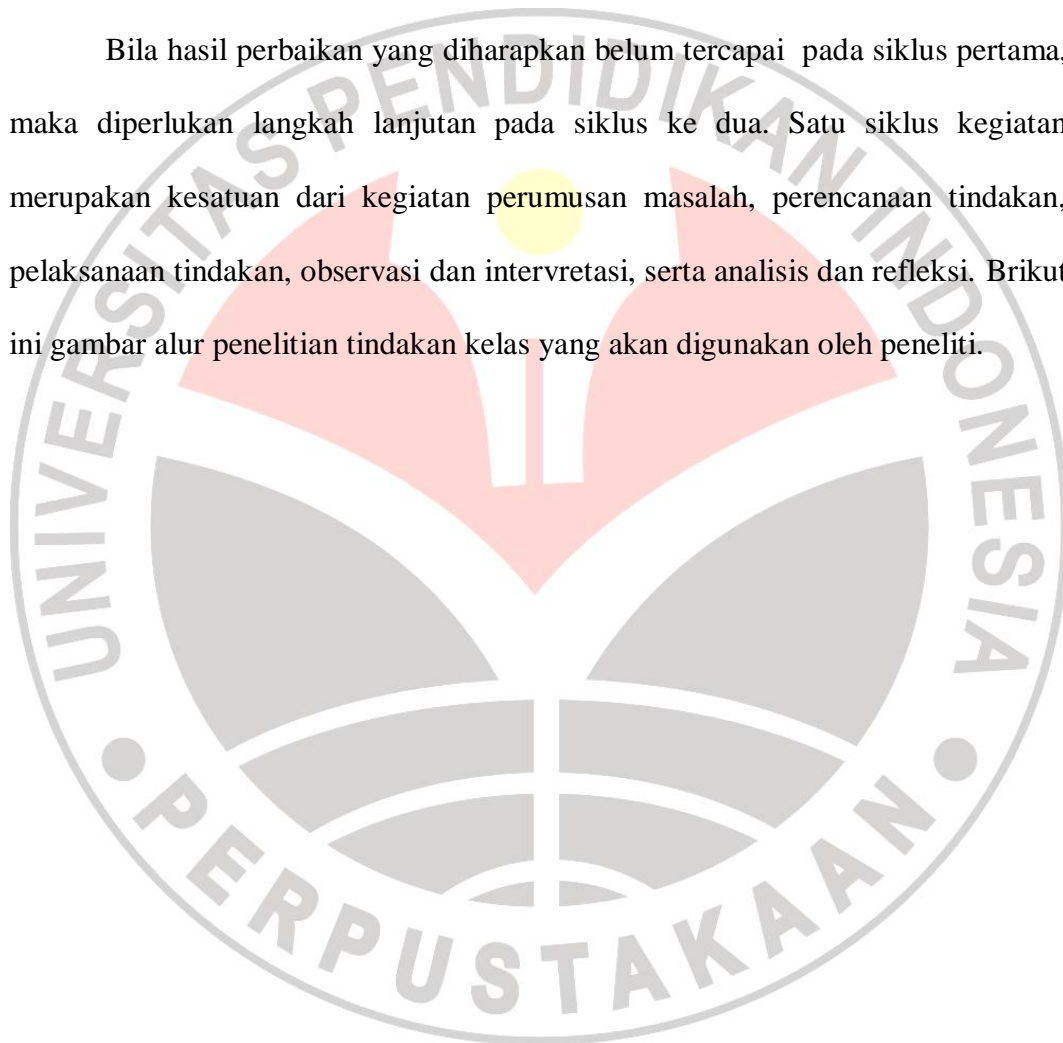 Bila hasil perbaikan yang diharapkan belum tercapai pada siklus pertama,
maka diperlukan langkah lanjutan pada siklus ke dua. Satu siklus kegiatan
merupakan kesatuan dari kegiatan perumusan masalah, perencanaan tindakan,
pelaksanaan tindakan, observasi dan intervretasi, serta analisis dan refleksi. Brikut
ini gambar alur penelitian tindakan kelas yang akan digunakan oleh peneliti.
UNIVERSITAS PENDIDIKAN INDONESIA
PERPUSTAKAAN